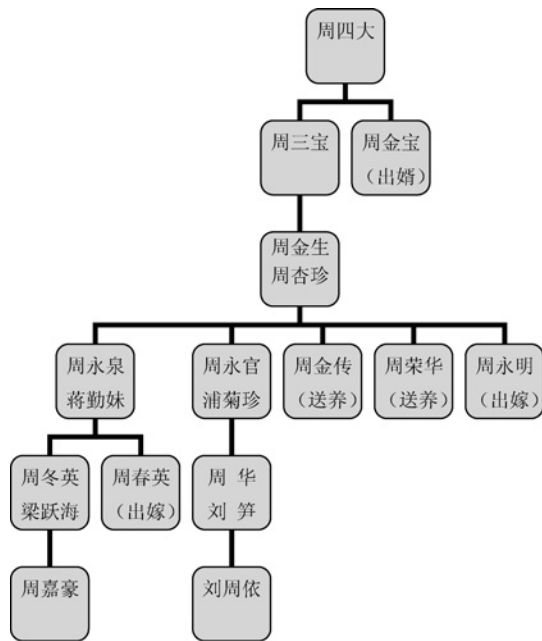 周四大
周三宝
周金宝
（出婿）
周金生
周杏珍
周永泉
蒋勤妹
周永官
浦菊珍
周金传
（送养）
周荣华
（送养）
周永明
（出嫁）
周冬英
梁跃海
周春英
（出嫁）
周 华
刘 笋
周嘉豪
刘周依